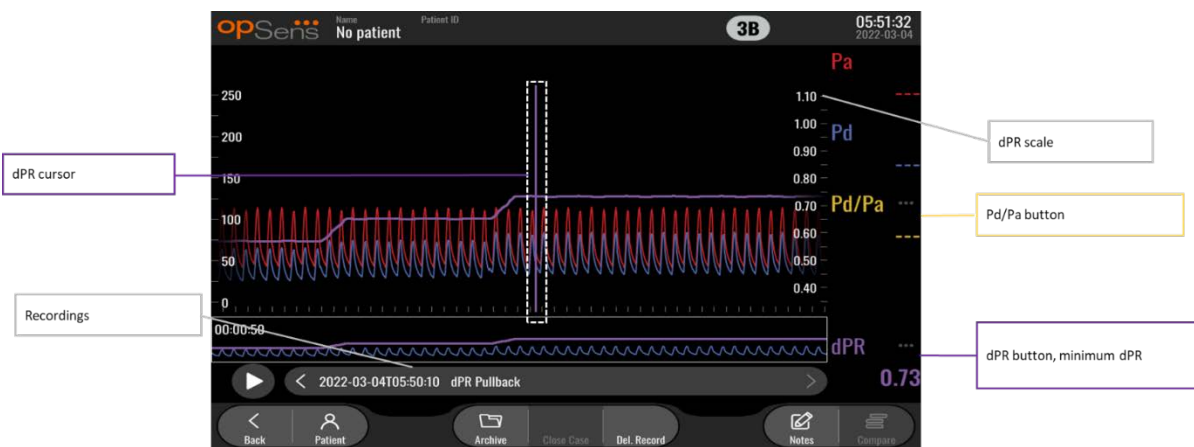 opSens
Name
No patient
Patient ID
3B
05:51:32
2022-03-04
Pa
250
200
150
100
50
0
1.10
1.00
0.90
0.80
0.70
0.60
0.50
0.40
Pd
Pd/Pa
---
dPR cursor
dPR scale
Pd/Pa button
Recordings
dPR button, minimum dPR
00:00:50
dPR
---
0.73
2022-03-04T05:50:10 dPR Pullback
Back
Patient
Archive
Close Case
Del. Record
Notes
Compare